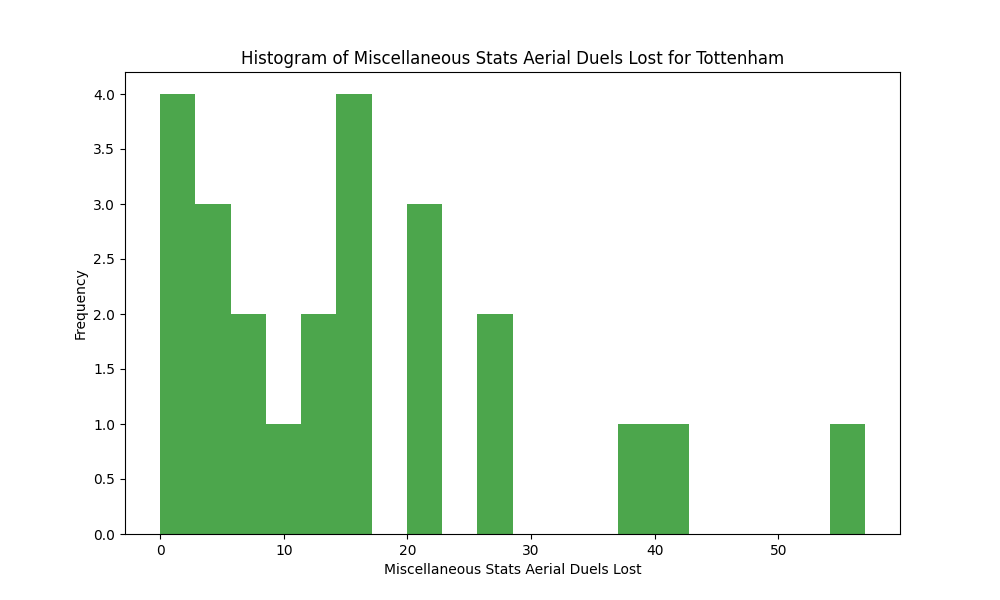 Histogram of Miscellaneous Stats Aerial Duels Lost for Tottenham
4.0
3.5
3.0
2.5
2.0
1.5
1.0
0.5
0.0
Frequency
0 10 20 30 40 50
Miscellaneous Stats Aerial Duels Lost